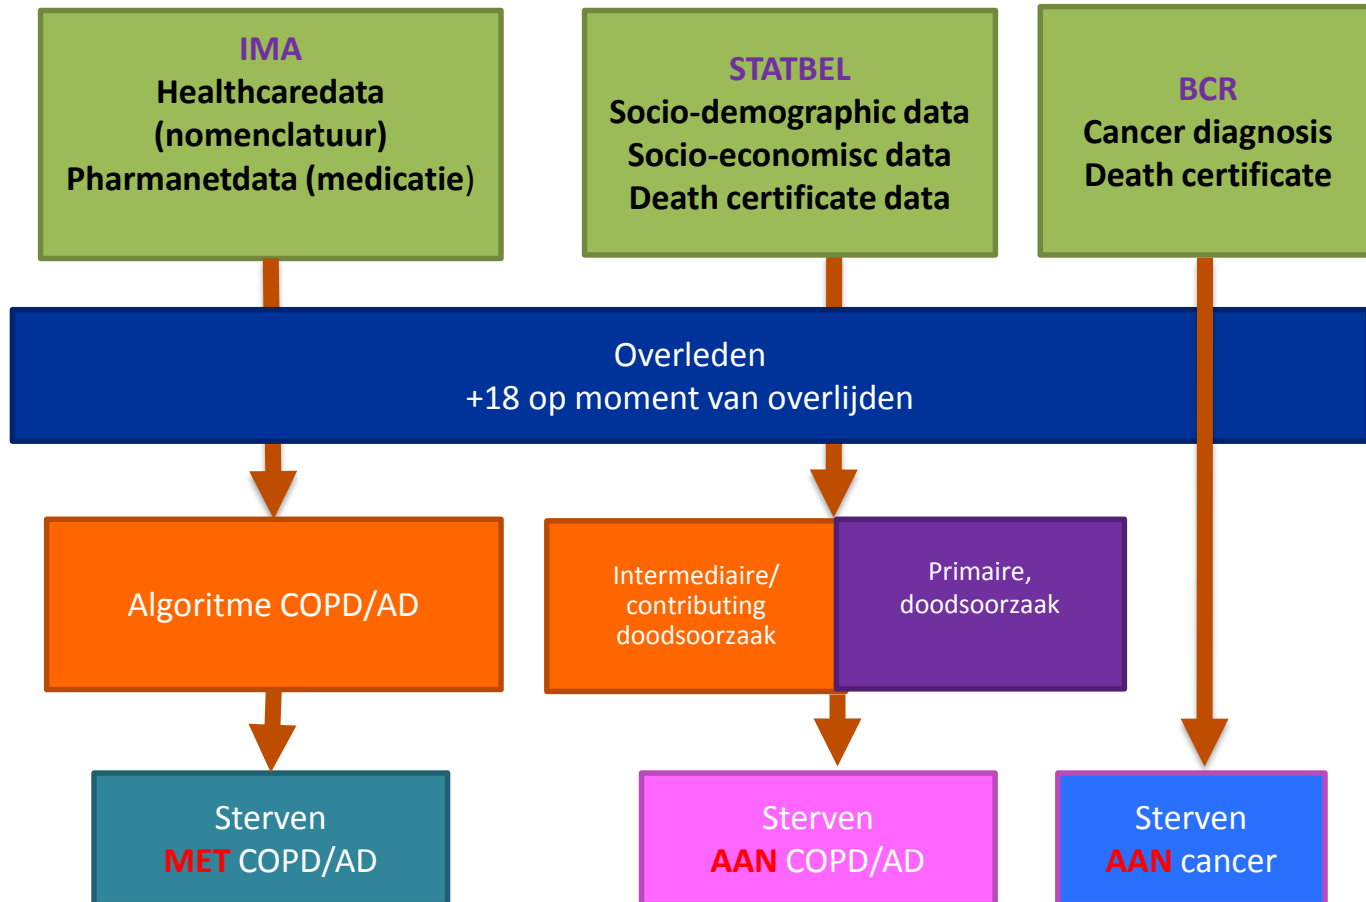 IMA
Healthcaredata
(nomenclatuur)
Pharmanetdata (medicatie)
STATBEL
Socio-demographic data
Socio-economisc data
Death certificate data
BCR
Cancer diagnosis
Death certificate
Overleden
+18 op moment van overlijden
Algoritme COPD/AD
Intermediaire/
contributing
doodsoorzaak
Primaire,
doodsoorzaak
Sterven
MET COPD/AD
Sterven
AAN COPD/AD
Sterven
AAN cancer